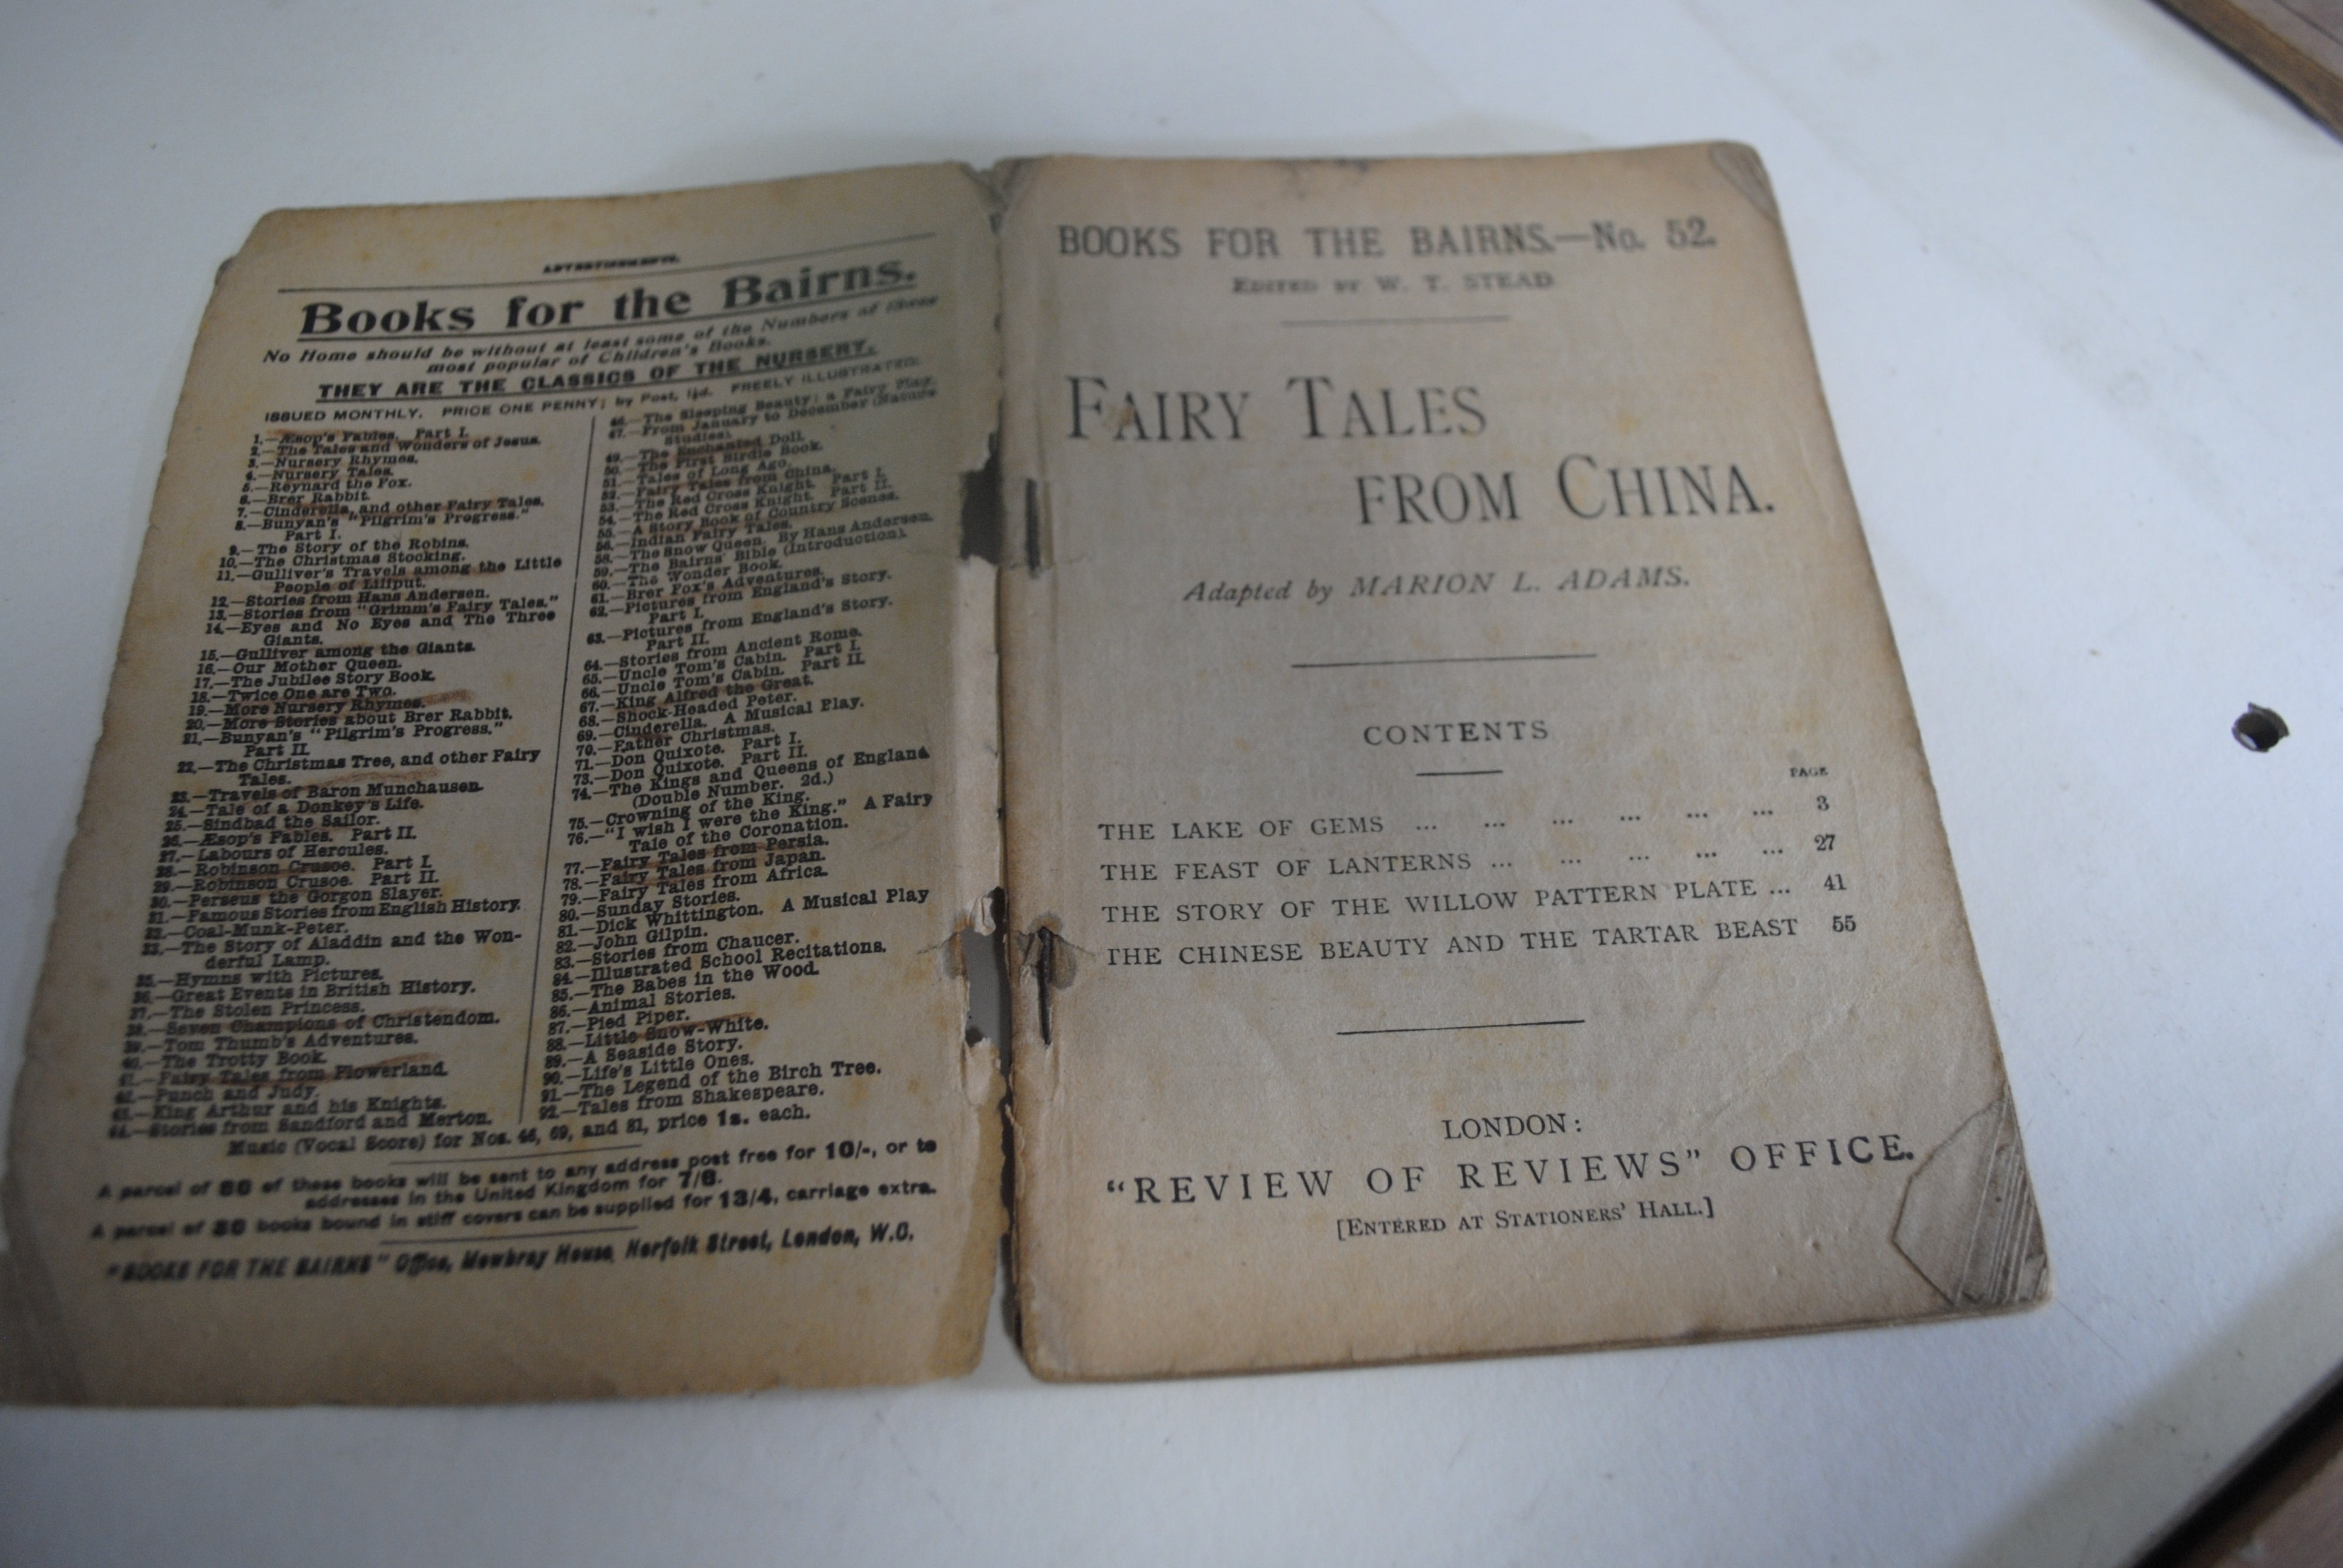 ADVERTISEMENTS.
Books for the Bairns.
No Home should be without at least some of the Numbers of these
most popular of Children's Books.
THEY ARE THE CLASSICS OF THE NURSERY.
ISSUED MONTHLY. PRICE ONE PENNY; by Post, 1½d. FREELY ILLUSTRATED.
1.—Æsop's Fables. Part I.
2.—The Tales and Wonders of Jesus.
3.—Nursery Rhymes.
4.—Nursery Tales.
5.—Reynard the Fox.
6.—Brer Rabbit.
7.—Cinderella, and other Fairy Tales.
8.—Bunyan's "Pilgrim's Progress."
Part I.
9.—The Story of the Robins.
10.—The Christmas Stocking.
11.—Gulliver's Travels among the Little
People of Liliput.
12.—Stories from Hans Andersen.
13.—Stories from "Grimm's Fairy Tales."
14.—Eyes and No Eyes and The Three
Giants.
15.—Gulliver among the Giants.
16.—Our Mother Queen.
17.—The Jubilee Story Book.
18.—Twice One are Two.
19.—More Nursery Rhymes.
20.—More Stories about Brer Rabbit.
21.—Bunyan's "Pilgrim's Progress."
Part II.
22.—The Christmas Tree, and other Fairy
Tales.
23.—Travels of Baron Munchausen.
24.—Tale of a Donkey's Life.
25.—Sindbad the Sailor.
26.—Æsop's Fables. Part II.
27.—Labours of Hercules.
28.—Robinson Crusoe. Part I.
29.—Robinson Crusoe. Part II.
30.—Perseus the Gorgon Slayer.
31.—Famous Stories from English History.
32.—Coal-Munk-Peter.
33.—The Story of Aladdin and the Won-
derful Lamp.
35.—Hymns with Pictures.
36.—Great Events in British History.
37.—The Stolen Princess.
38.—Seven Champions of Christendom.
39.—Tom Thumb's Adventures.
40.—The Trotty Book.
41.—Fairy Tales from Flowerland.
42.—Punch and Judy.
43.—King Arthur and his Knights.
44.—Stories from Sandford and Merton.
46.—The Sleeping Beauty; a Fairy Play.
47.—From January to December (Nature
Studies).
49.—The Enchanted Doll.
50.—The First Birdie Book.
51.—Tales of Long Ago.
52.—Fairy Tales from China.
53.—The Red Cross Knight. Part I.
54.—The Red Cross Knight. Part II.
55.—A Story Book of Country Scenes.
56.—Indian Fairy Tales.
58.—The Snow Queen. By Hans Andersen.
59.—The Bairns' Bible (Introduction).
60.—The Wonder Book.
61.—Brer Fox's Adventures.
62.—Pictures from England's Story.
Part I.
63.—Pictures from England's Story.
Part II.
64.—Stories from Ancient Rome.
65.—Uncle Tom's Cabin. Part I.
66.—Uncle Tom's Cabin. Part II.
67.—King Alfred the Great.
68.—Shock-Headed Peter.
69.—Cinderella. A Musical Play.
70.—Father Christmas.
71.—Don Quixote. Part I.
73.—Don Quixote. Part II.
74.—The Kings and Queens of England
(Double Number. 2d.)
75.—Crowning of the King.
76.—"I wish I were the King." A Fairy
Tale of the Coronation.
77.—Fairy Tales from Persia.
78.—Fairy Tales from Japan.
79.—Fairy Tales from Africa.
80.—Sunday Stories.
81.—Dick Whittington. A Musical Play
82.—John Gilpin.
83.—Stories from Chaucer.
84.—Illustrated School Recitations.
85.—The Babes in the Wood.
86.—Animal Stories.
87.—Pied Piper.
88.—Little Snow-White.
89.—A Seaside Story.
90.—Life's Little Ones.
91.—The Legend of the Birch Tree.
92.—Tales from Shakespeare.
Music (Vocal Score) for Nos. 46, 69, and 81, price 1s. each.
A parcel of of these books will be sent to any address post free for 10/-, or to
addresses in the United Kingdom for 7/6.
A parcel of books bound in stiff covers can be supplied for 13/4, carriage extra.
"BOOKS FOR THE BAIRNS" Office, Mowbray House, Norfolk Street, London, W.C.
BOOKS FOR THE BAIRNS.—No. 52.
EDITED BY W. T. STEAD
FAIRY TALES
FROM CHINA.
Adapted by MARION L. ADAMS.
CONTENTS
PAGE
THE LAKE OF GEMS ... ... ... ... ... ... 3
THE FEAST OF LANTERNS ... ... ... ... ... 27
THE STORY OF THE WILLOW PATTERN PLATE ... 41
THE CHINESE BEAUTY AND THE TARTAR BEAST 55
LONDON:
"REVIEW OF REVIEWS" OFFICE.
[ENTERED AT STATIONERS' HALL.]